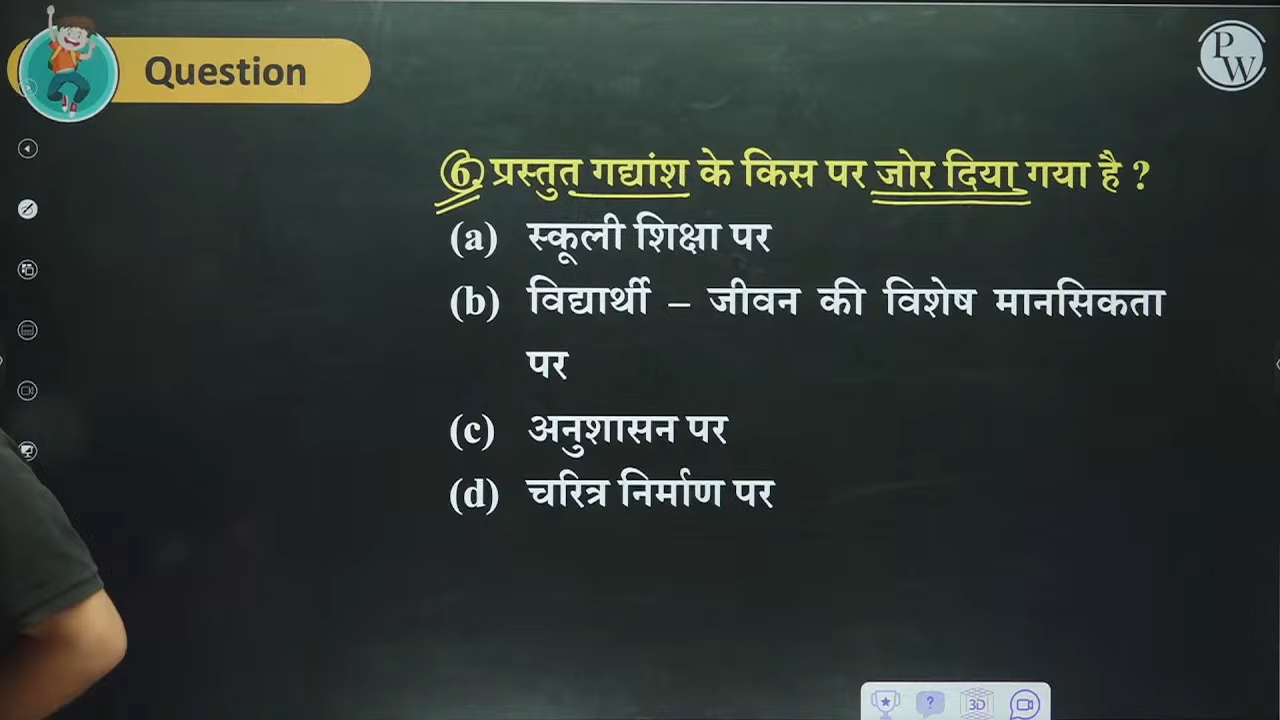 Question
PW
6. प्रस्तुत गद्यांश के किस पर जोर दिया गया है ?
(a) स्कूली शिक्षा पर
(b) विद्यार्थी – जीवन की विशेष मानसिकता
पर
(c) अनुशासन पर
(d) चरित्र निर्माण पर
?
3D